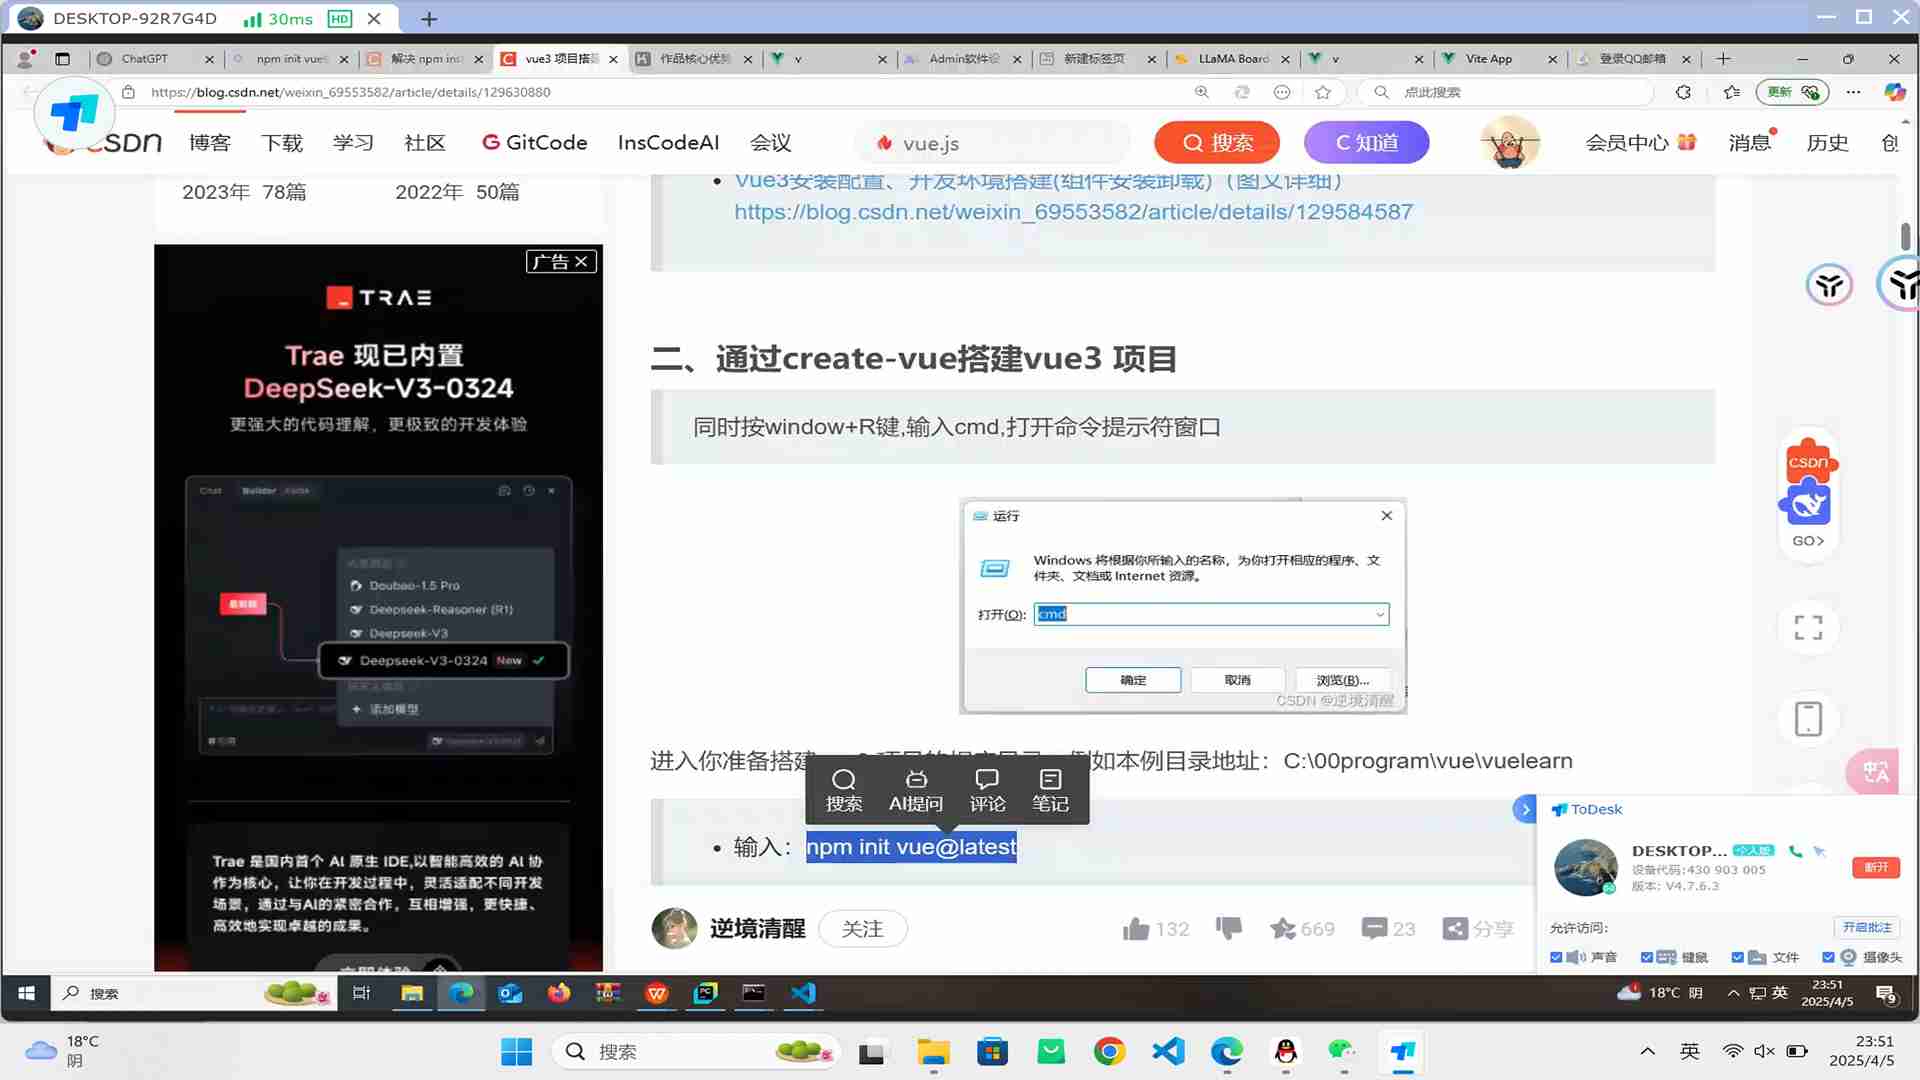 DESKTOP-92R7G4D 30ms HD
ChatGPT
npm init vue
解决 npm ins
vue3 项目搭建
作品核心优势
v
Admin软件设
新建标签页
LLaMA Board
v
Vite App
登录QQ邮箱
https://blog.csdn.net/weixin_69553582/article/details/129630880
点此搜索
更新
CSDN 博客 下载 学习 社区 GitCode InsCodeAI 会议 vue.js 搜索 C 知道 会员中心 消息 历史 创
2023年 78篇 2022年 50篇
Vue3安装配置、开发环境搭建(组件安装卸载)（图文详细）
https://blog.csdn.net/weixin_69553582/article/details/129584587
广告
TRAE
Trae 现已内置
DeepSeek-V3-0324
更强大的代码理解，更极致的开发体验
Chat Builder
Doubao-1.5 Pro
Deepseek-Reasoner (R1)
Deepseek-V3
Deepseek-V3-0324 New
+ 添加模型
Trae 是国内首个 AI 原生 IDE,以智能高效的 AI 协
作为核心，让你在开发过程中，灵活适配不同开发
场景，通过与AI的紧密合作，互相增强，更快捷、
高效地实现卓越的成果。
立即体验
二、通过create-vue搭建vue3 项目
同时按window+R键,输入cmd,打开命令提示符窗口
运行
Windows 将根据你所输入的名称，为你打开相应的程序、文
件夹、文档或 Internet 资源。
打开(O): cmd
确定 取消 浏览(B)...
CSDN @逆境清醒
进入你准备搭建 如本例目录地址：C:\00program\vue\vuelearn
搜索 AI提问 评论 笔记
输入：npm init vue@latest
逆境清醒 关注 132 669 23 分享
CSDN
GO>
ToDesk
DESKTOP... 个人版
设备代码:430 903 005
版本: V4.7.6.3
断开
允许访问: 开启批注
声音 键鼠 文件 摄像头
搜索
18°C 阴 英 23:51
2025/4/5
9
18°C
阴
搜索
英
23:51
2025/4/5